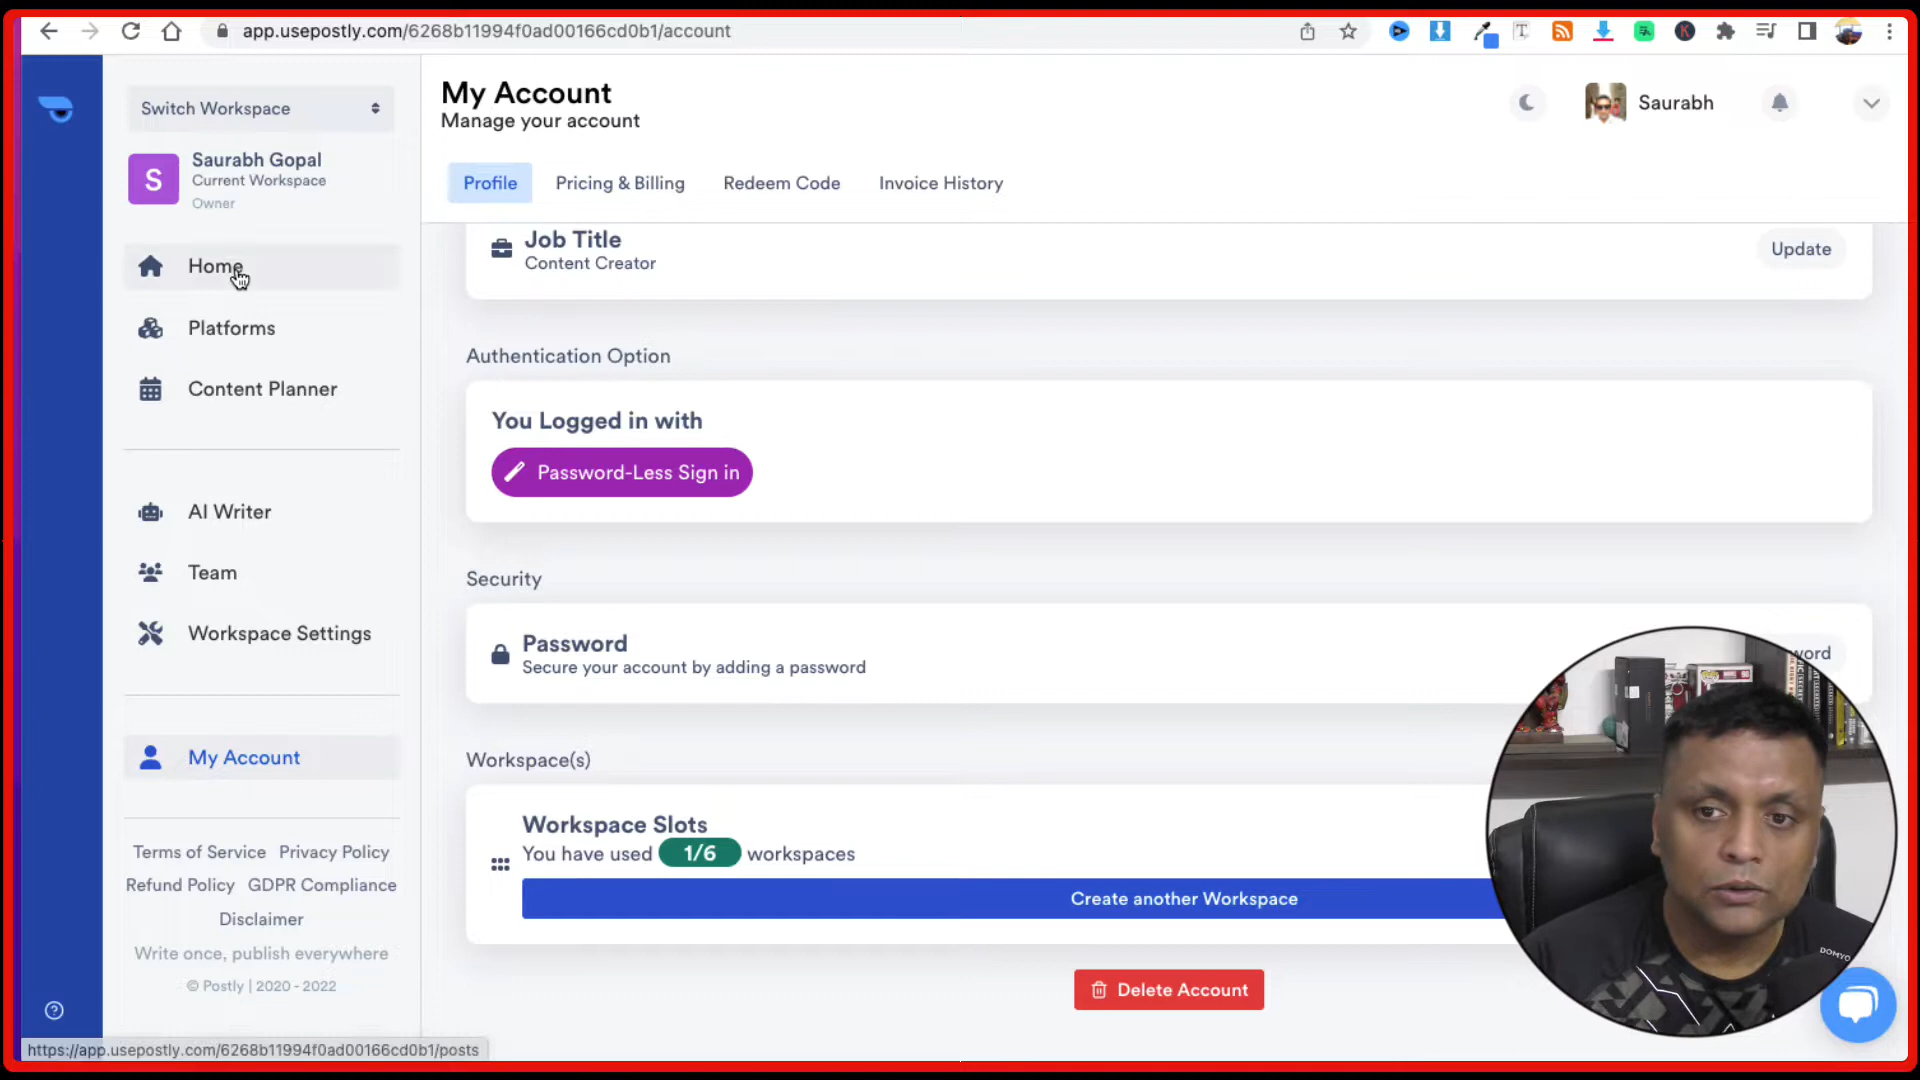 app.usepostly.com/6268b11994f0ad00166cd0b1/account
Switch Workspace
S
Saurabh Gopal
Current Workspace
Owner
Home
Platforms
Content Planner
AI Writer
Team
Workspace Settings
My Account
Terms of Service Privacy Policy
Refund Policy GDPR Compliance
Disclaimer
Write once, publish everywhere
© Postly | 2020 - 2022
https://app.usepostly.com/6268b11994f0ad00166cd0b1/posts
My Account
Manage your account
Saurabh
Profile Pricing & Billing Redeem Code Invoice History
Job Title
Content Creator
Update
Authentication Option
You Logged in with
Password-Less Sign in
Security
Password
Secure your account by adding a password
word
Workspace(s)
Workspace Slots
You have used 1/6 workspaces
Create another Workspace
Delete Account
DOMYO